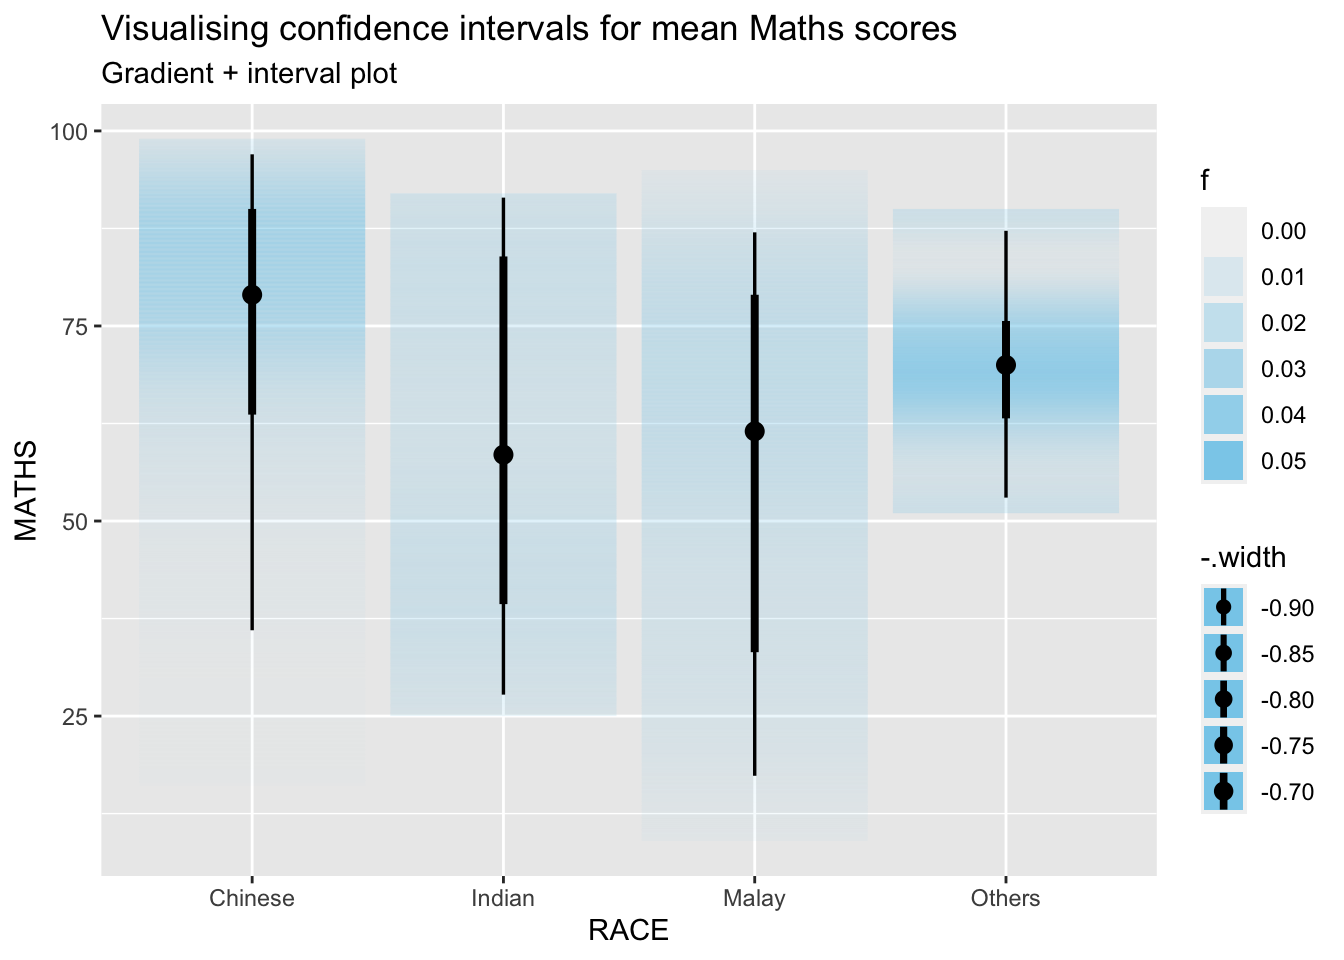 Visualising confidence intervals for mean Maths scores
Gradient + interval plot
MATHS
100
75
50
25
Chinese
Indian
Malay
Others
RACE
f
0.00
0.01
0.02
0.03
0.04
0.05
-.width
-0.90
-0.85
-0.80
-0.75
-0.70